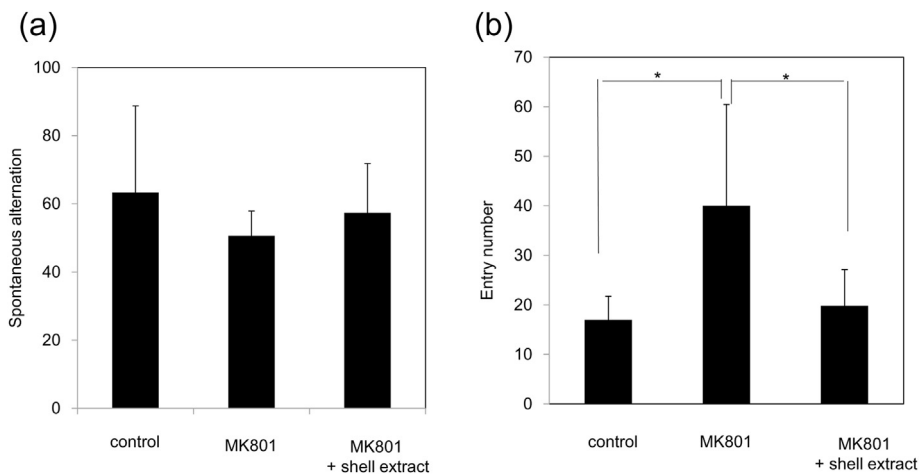 (a)
100
80
60
40
20
0
Spontaneous alternation
control
MK801
MK801
+ shell extract
(b)
70
60
50
40
30
20
10
0
Entry number
*
*
control
MK801
MK801
+ shell extract